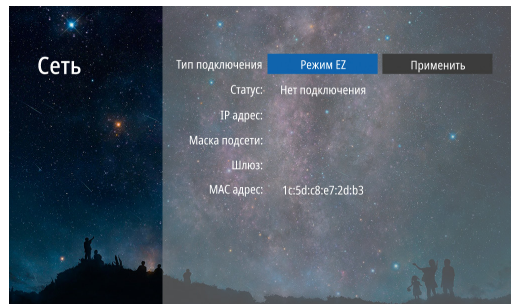 Сеть
Тип подключения Режим EZ Применить
Статус: Нет подключения
IP адрес:
Маска подсети:
Шлюз:
MAC адрес: 1c:5d:c8:e7:2d:b3